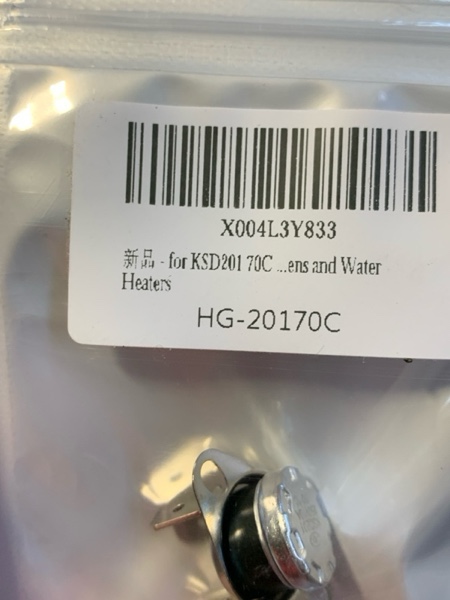 X004L3Y833
新品 - for KSD201 70C ...ens and Water
Heaters
HG-20170C